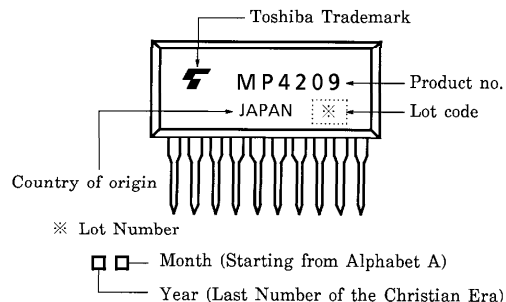 Toshiba Trademark
MP4209
Product no.
JAPAN ※
Lot code
Country of origin
※ Lot Number
Month (Starting from Alphabet A)
Year (Last Number of the Christian Era)